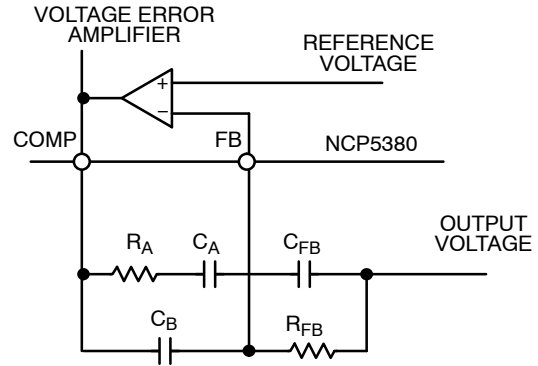 VOLTAGE ERROR
AMPLIFIER
REFERENCE
VOLTAGE
+
−
COMP
FB
NCP5380
OUTPUT
VOLTAGE
RA
CA
CFB
CB
RFB